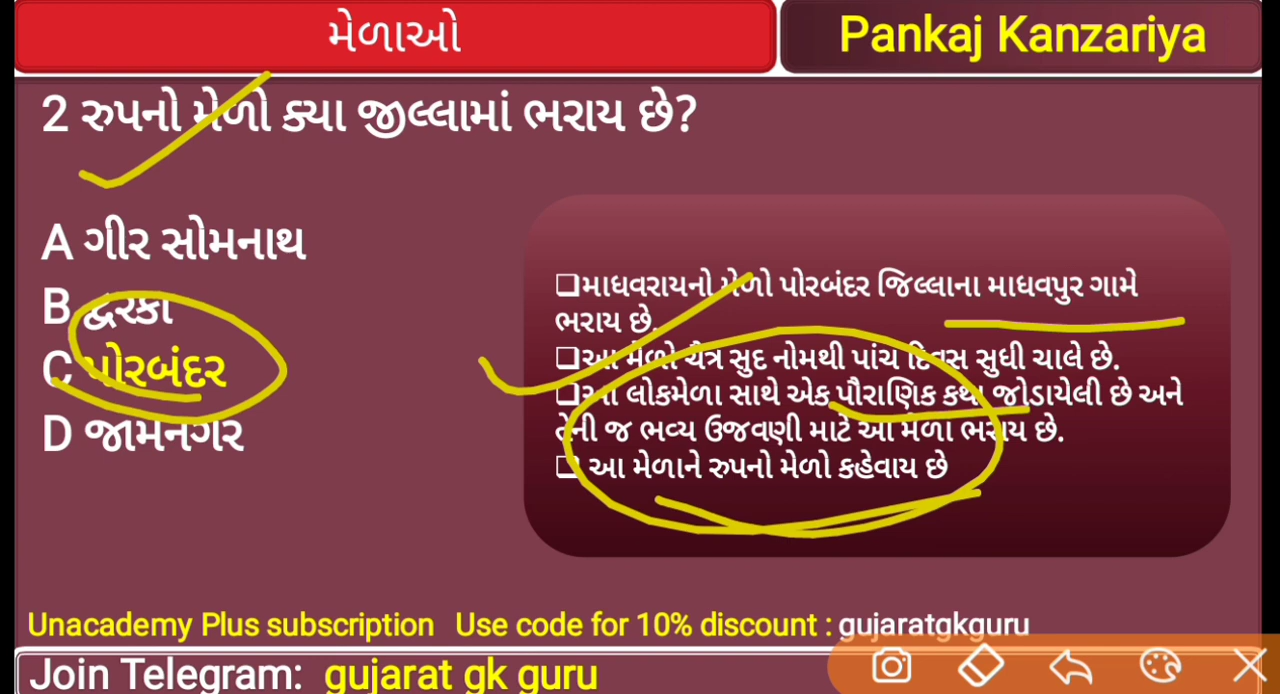 મેળાઓ
Pankaj Kanzariya
2 રુપનો મેળો ક્યા જીલ્લામાં ભરાય છે?
A ગીર સોમનાથ
B દ્વરકા
C પોરબંદર
D જામનગર
❑માધવરાયનો મેળો પોરબંદર જિલ્લાના માધવપુર ગામે
ભરાય છે.
❑આ મેળો ચૈત્ર સુદ નોમથી પાંચ દિવસ સુધી ચાલે છે.
❑આ લોકમેળા સાથે એક પૌરાણિક કથા જોડાયેલી છે અને
તેની જ ભવ્ય ઉજવણી માટે આ મેળા ભરાય છે.
❑ આ મેળાને રુપનો મેળો કહેવાય છે
Unacademy Plus subscription Use code for 10% discount : gujaratgkguru
Join Telegram: gujarat gk guru